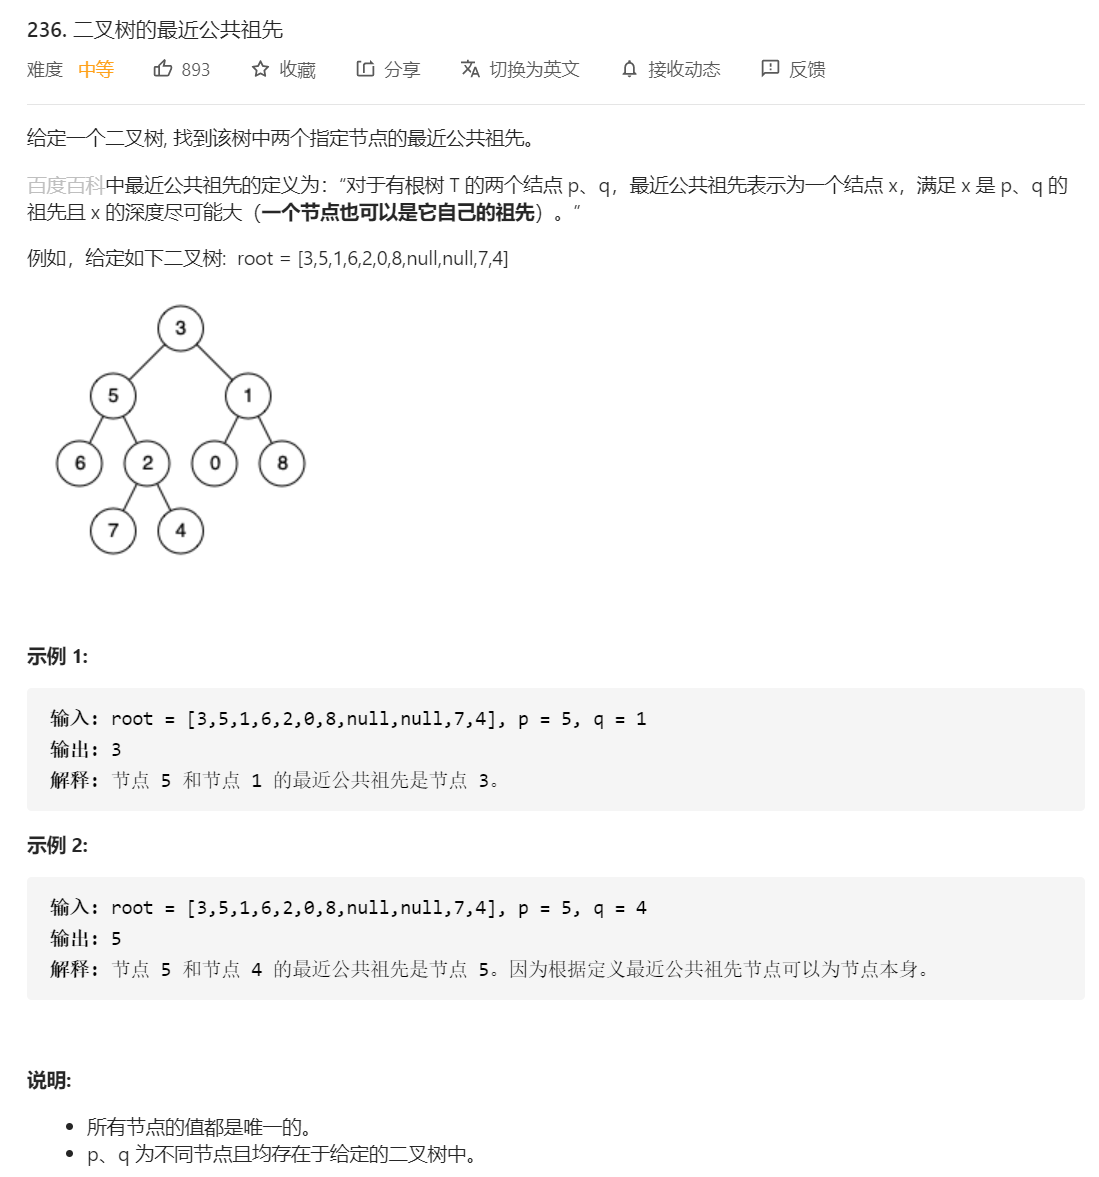 236. 二叉树的最近公共祖先
难度 中等 893 收藏 分享 切换为英文 接收动态 反馈
给定一个二叉树, 找到该树中两个指定节点的最近公共祖先。
百度百科中最近公共祖先的定义为：“对于有根树 T 的两个结点 p、q，最近公共祖先表示为一个结点 x，满足 x 是 p、q 的
祖先且 x 的深度尽可能大（一个节点也可以是它自己的祖先）。”
例如，给定如下二叉树: root = [3,5,1,6,2,0,8,null,null,7,4]
3
5 1
6 2 0 8
7 4
示例 1:
输入: root = [3,5,1,6,2,0,8,null,null,7,4], p = 5, q = 1
输出: 3
解释: 节点 5 和节点 1 的最近公共祖先是节点 3。
示例 2:
输入: root = [3,5,1,6,2,0,8,null,null,7,4], p = 5, q = 4
输出: 5
解释: 节点 5 和节点 4 的最近公共祖先是节点 5。因为根据定义最近公共祖先节点可以为节点本身。
说明:
• 所有节点的值都是唯一的。
• p、q 为不同节点且均存在于给定的二叉树中。